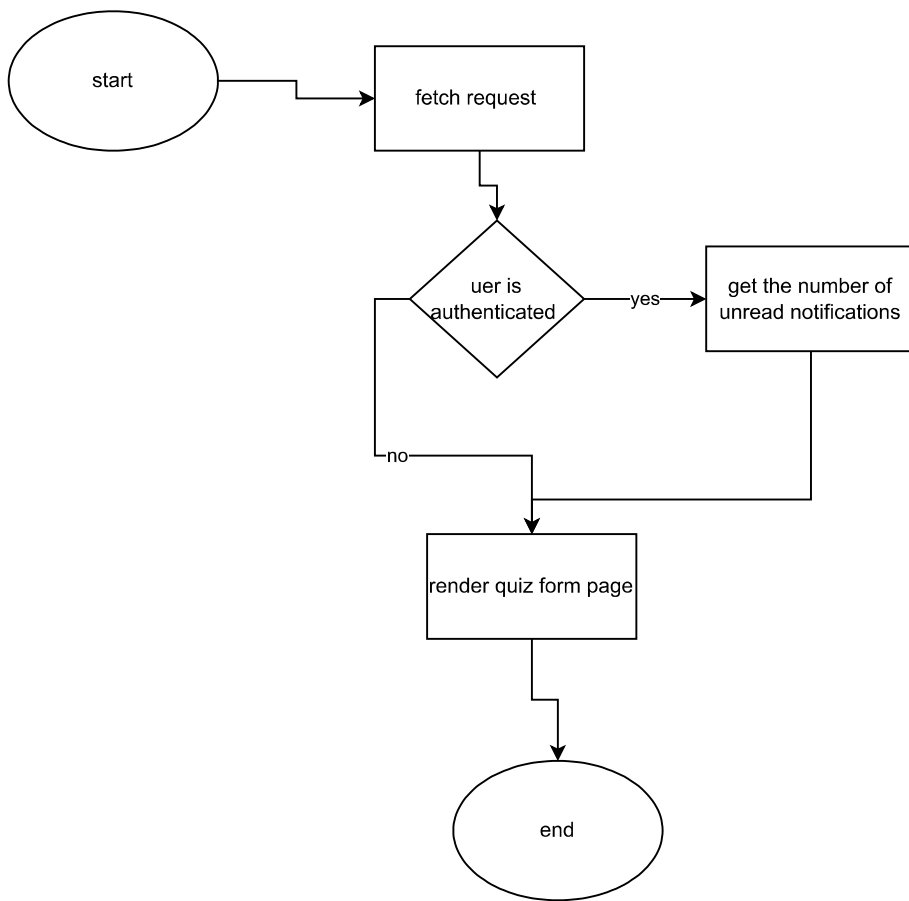 start
fetch request
uer is
authenticated
yes
get the number of
unread notifications
no
render quiz form page
end